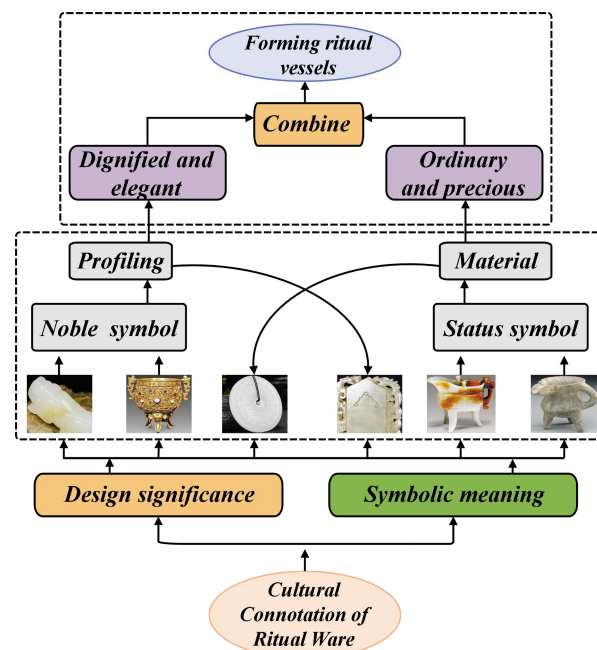 Forming ritual
vessels
Combine
Dignified and
elegant
Ordinary
and precious
Profiling
Material
Noble symbol
Status symbol
Design significance
Symbolic meaning
Cultural
Connotation of
Ritual Ware